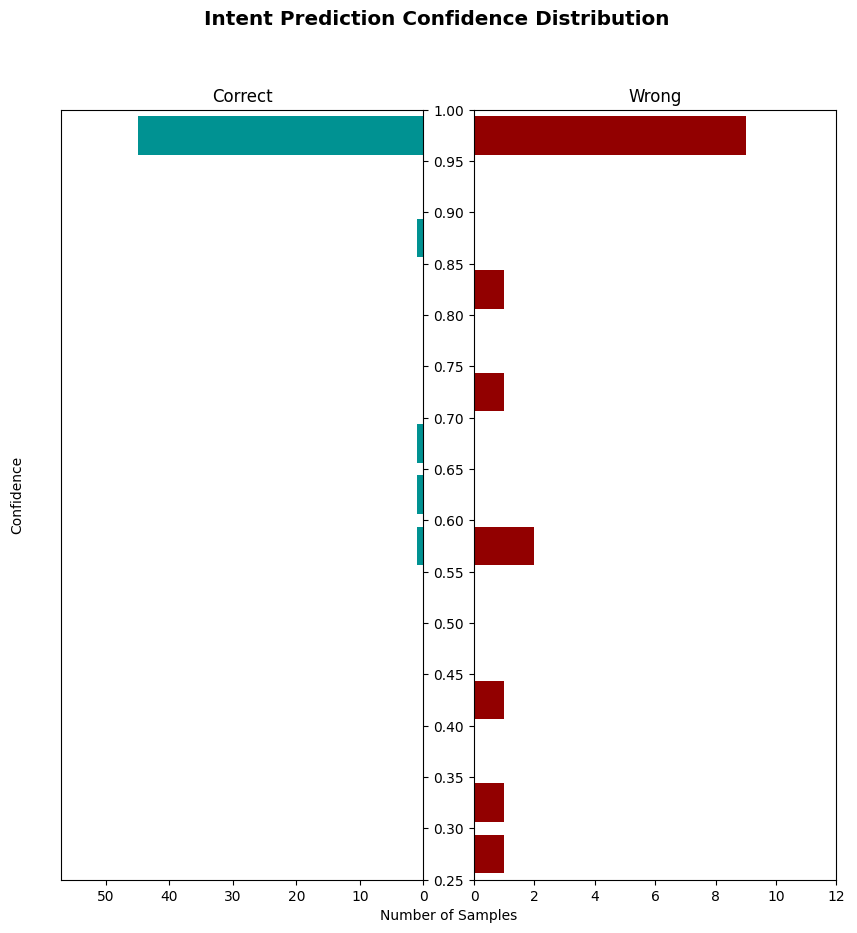 Intent Prediction Confidence Distribution
Correct
Wrong
1.00
0.95
0.90
0.85
0.80
0.75
0.70
0.65
0.60
0.55
0.50
0.45
0.40
0.35
0.30
0.25
Confidence
50 40 30 20 10 0
0 2 4 6 8 10 12
Number of Samples